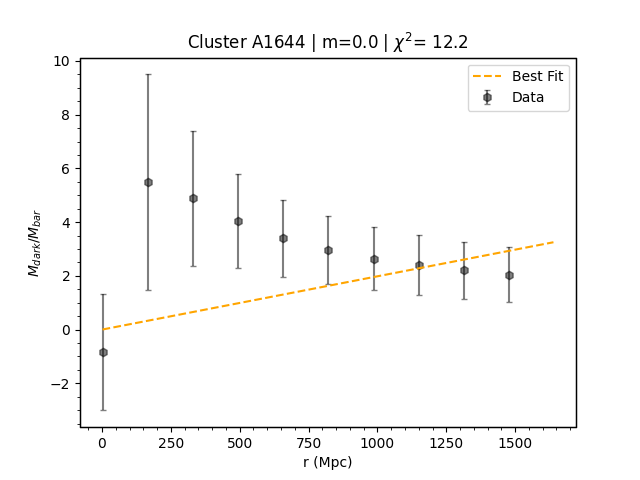 Cluster A1644 | m=0.0 | χ²= 12.2
Best Fit
Data
10
8
6
4
2
0
−2
M_dark/M_bar
0
250
500
750
1000
1250
1500
r (Mpc)